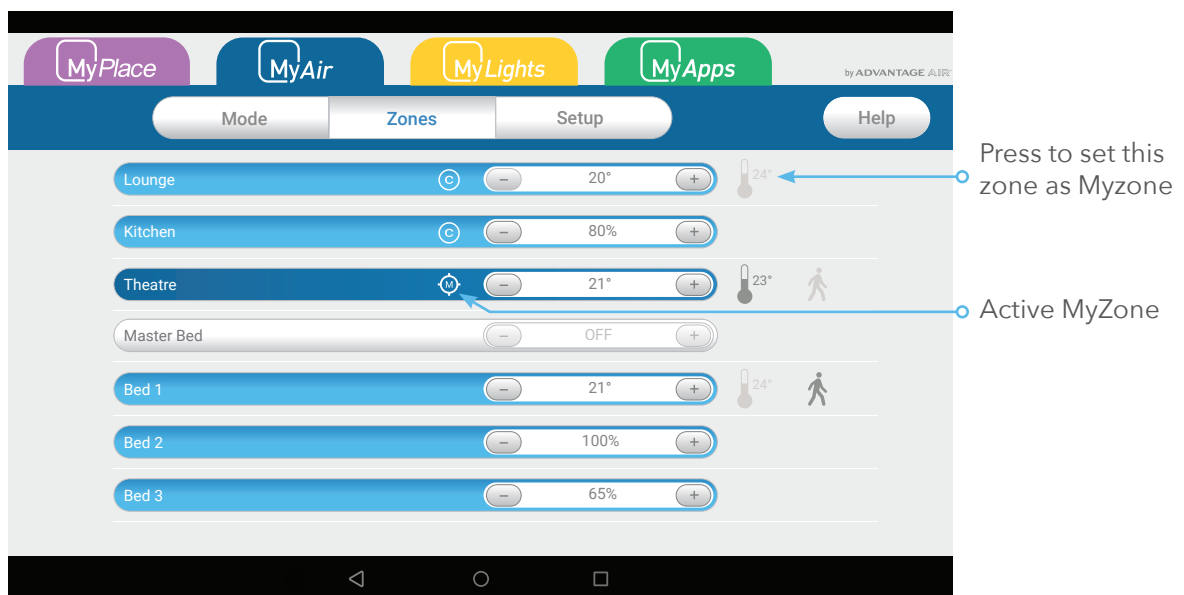 MyPlace
MyAir
MyLights
MyApps
by ADVANTAGE AIR
Mode
Zones
Setup
Help
Lounge C − 20° + 24°
Press to set this
zone as Myzone
Kitchen C − 80% +
Theatre M − 21° + 23°
Active MyZone
Master Bed − OFF +
Bed 1 − 21° + 24°
Bed 2 − 100% +
Bed 3 − 65% +